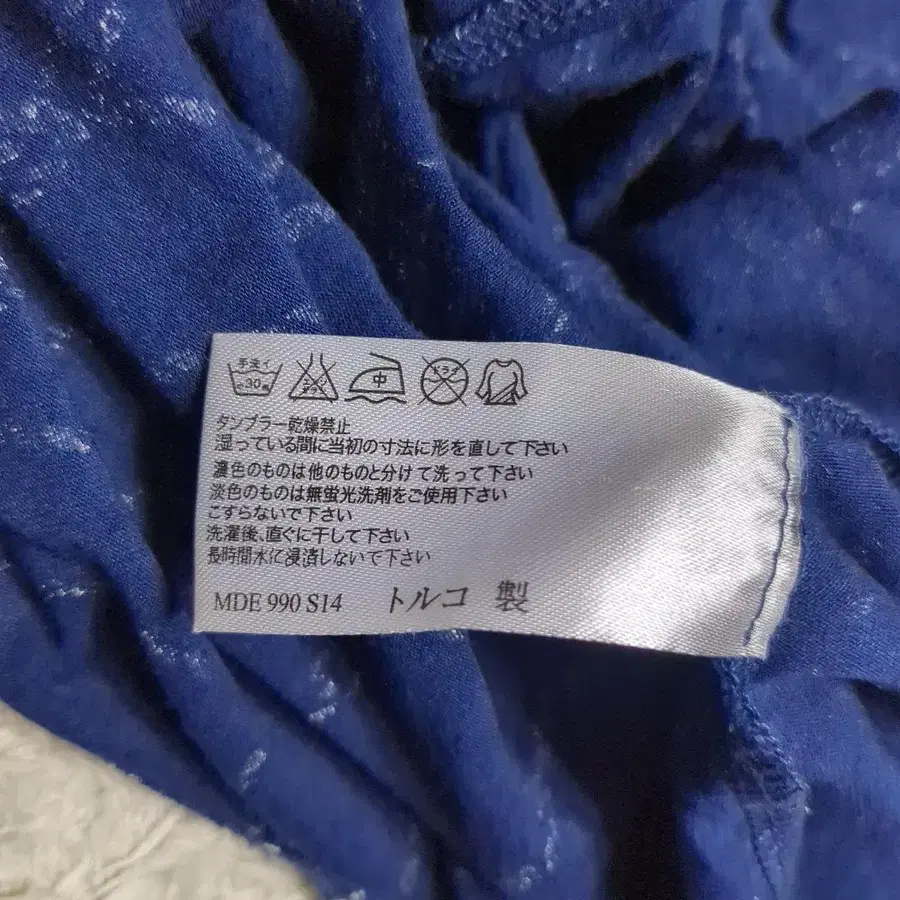 手洗イ 中 ドライ
30
タンブラー乾燥禁止
湿っている間に当初の寸法に形を直して下さい
濃色のものは他のものと分けて洗って下さい
淡色のものは無蛍光洗剤をご使用下さい
こすらないで下さい
洗濯後、直ぐに干して下さい
長時間水に浸漬しないで下さい
MDE 990 S14 トルコ 製